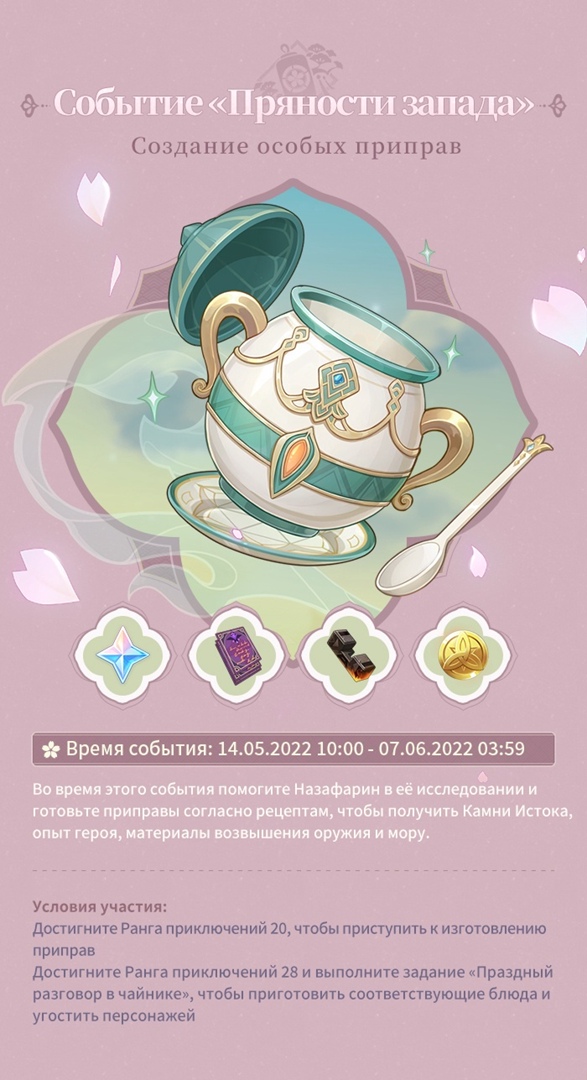 Событие «Пряности запада»
Создание особых приправ
Время события: 14.05.2022 10:00 - 07.06.2022 03:59
Во время этого события помогите Назафарин в её исследовании и
готовьте приправы согласно рецептам, чтобы получить Камни Истока,
опыт героя, материалы возвышения оружия и мору.
Условия участия:
Достигните Ранга приключений 20, чтобы приступить к изготовлению
приправ
Достигните Ранга приключений 28 и выполните задание «Праздный
разговор в чайнике», чтобы приготовить соответствующие блюда и
угостить персонажей